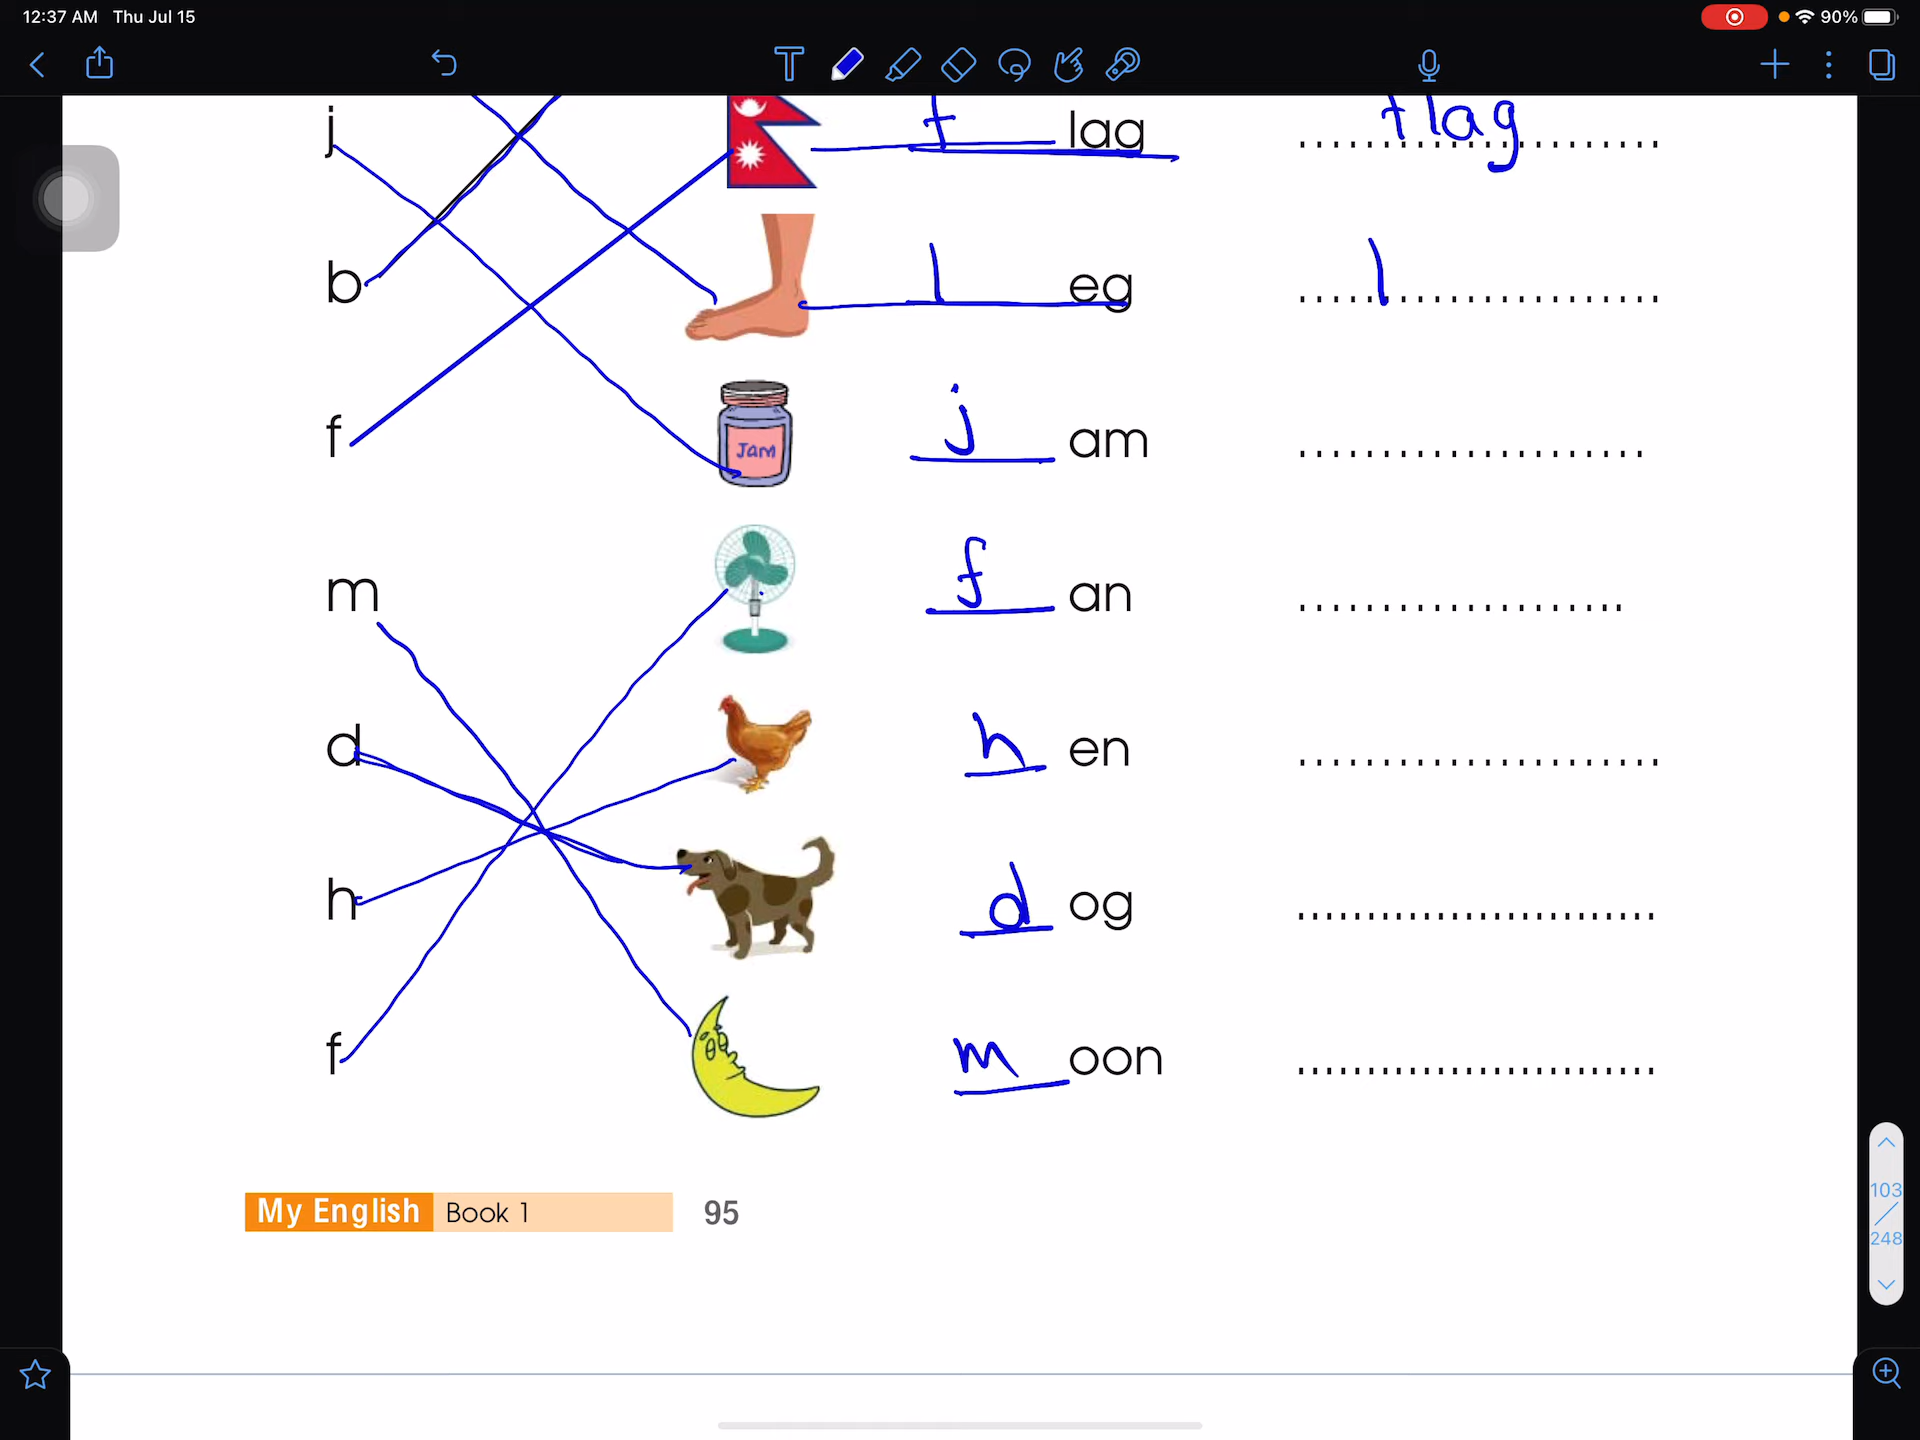 12:37 AM Thu Jul 15 90%
j f lag flag
b l eg l
f Jam j am
m f an
d h en
h d og
f m oon
My English Book 1 95
103
248